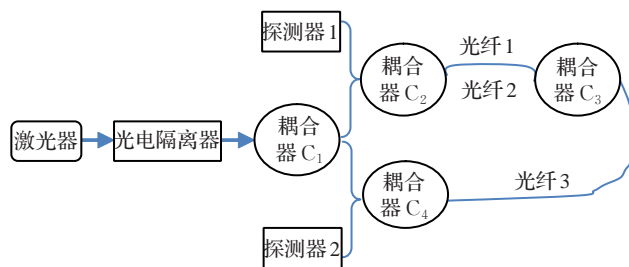 探测器1
光纤1
耦合
器C₂
光纤2
耦合
器C₃
激光器
光电隔离器
耦合
器C₁
耦合
器C₄
光纤3
探测器2